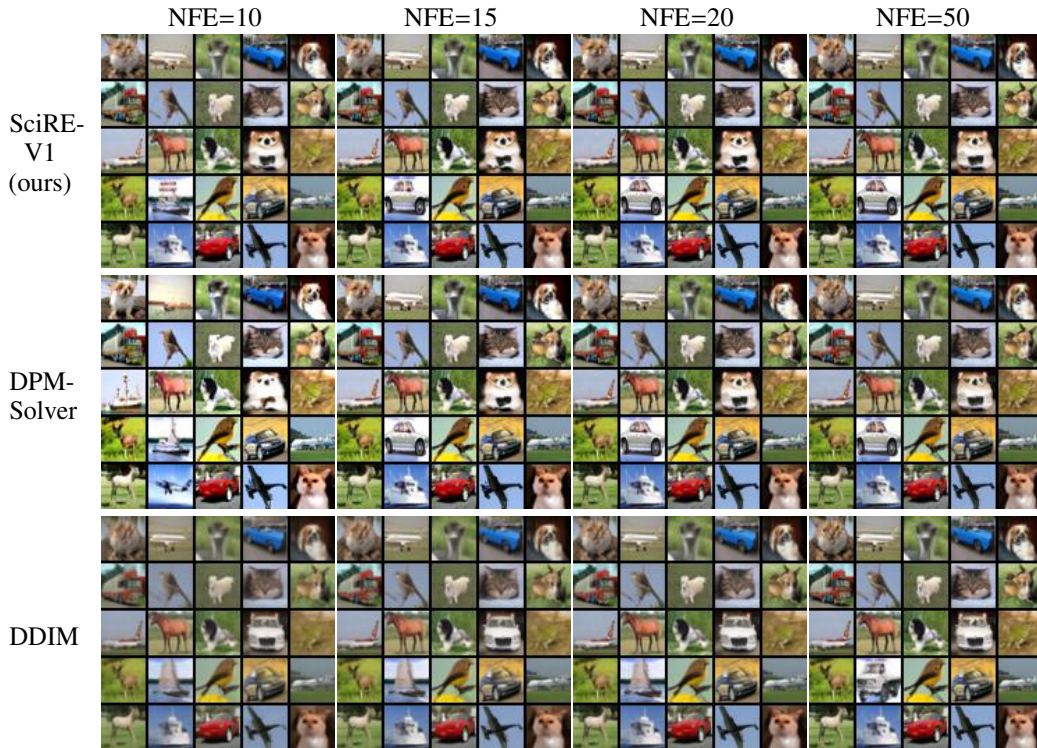 NFE=10 NFE=15 NFE=20 NFE=50
SciRE-
V1
(ours)
DPM-
Solver
DDIM